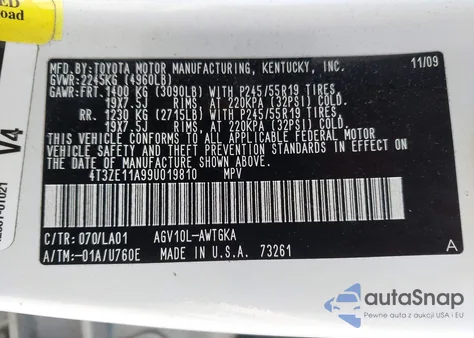 ED
oad
MFD.BY:TOYOTA MOTOR MANUFACTURING, KENTUCKY, INC. 11/09
GVWR:2245KG (4960LB)
GAWR:FRT.1400 KG (3090LB) WITH P245/55R19 TIRES
19X7.5J RIMS, AT 220KPA (32PSI) COLD.
RR. 1230 KG (2715LB) WITH P245/55R19 TIRES
19X7.5J RIMS, AT 220KPA (32PSI) COLD.
THIS VEHICLE CONFORMS TO ALL APPLICABLE FEDERAL MOTOR
VEHICLE SAFETY AND THEFT PREVENTION STANDARDS IN EFFECT
ON THE DATE OF MANUFACTURE SHOWN ABOVE.
4T3ZE11A99U019810 MPV
V4
C/TR: 070/LA01 AGV10L-AWTGKA
A/TM:-01A/U760E MADE IN U.S.A. 73261 A
autoSnap
Pewne auta z aukcji USA i EU